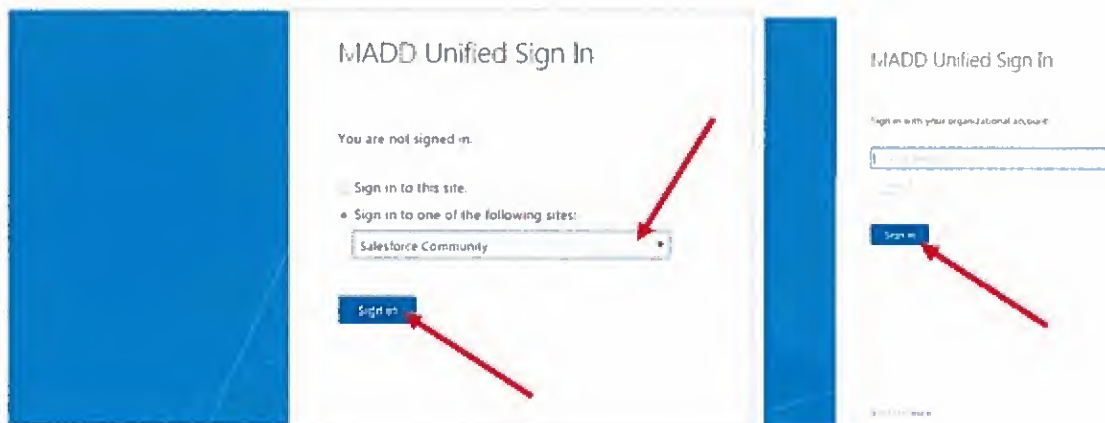 MADD Unified Sign In
You are not signed in.
Sign in to this site.
Sign in to one of the following sites:
Salesforce Community
Sign in
MADD Unified Sign In
Sign in with your organizational account
Sign in